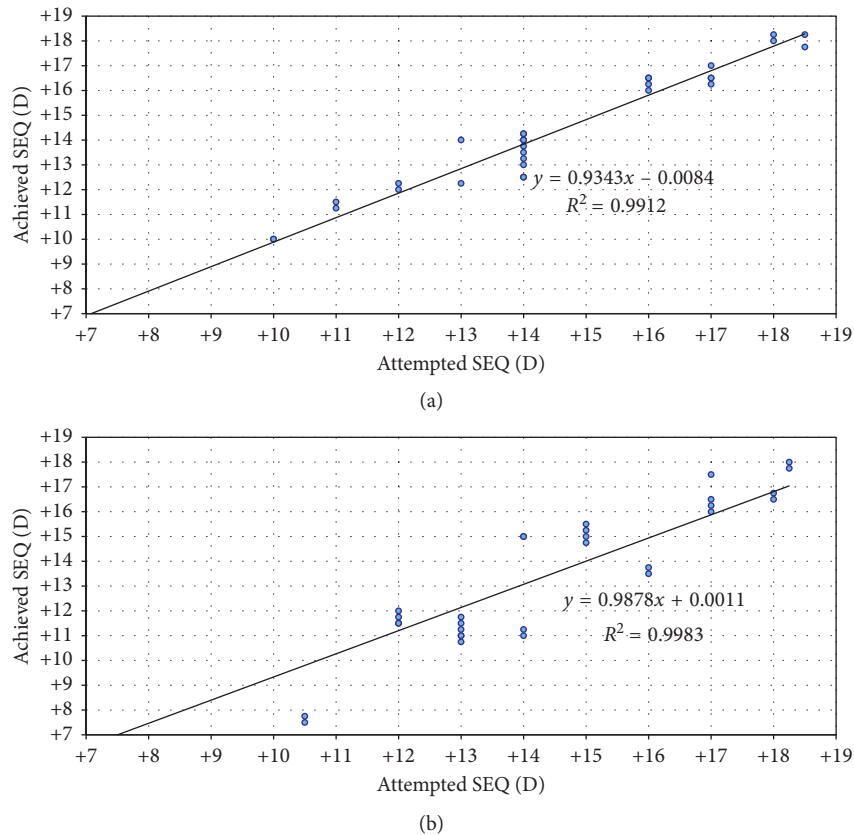 +19
+18
+17
+16
+15
+14
+13
+12
+11
+10
+9
+8
+7
Achieved SEQ (D)
y = 0.9343x – 0.0084
R² = 0.9912
+7 +8 +9 +10 +11 +12 +13 +14 +15 +16 +17 +18 +19
Attempted SEQ (D)
(a)
+19
+18
+17
+16
+15
+14
+13
+12
+11
+10
+9
+8
+7
Achieved SEQ (D)
y = 0.9878x + 0.0011
R² = 0.9983
+7 +8 +9 +10 +11 +12 +13 +14 +15 +16 +17 +18 +19
Attempted SEQ (D)
(b)